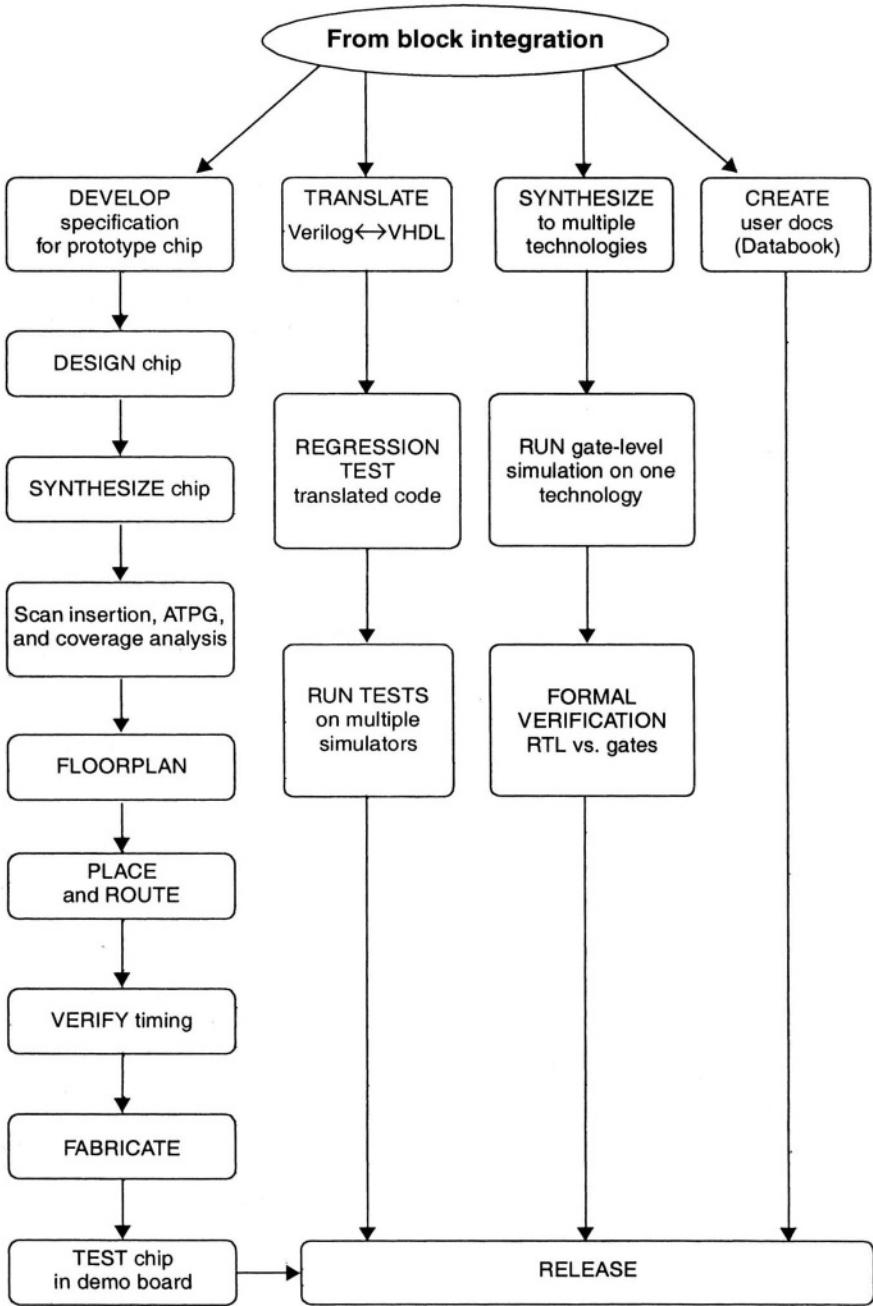 From block integration
DEVELOP
specification
for prototype chip
DESIGN chip
SYNTHESIZE chip
Scan insertion, ATPG,
and coverage analysis
FLOORPLAN
PLACE
and ROUTE
VERIFY timing
FABRICATE
TEST chip
in demo board
TRANSLATE
Verilog↔VHDL
REGRESSION
TEST
translated code
RUN TESTS
on multiple
simulators
SYNTHESIZE
to multiple
technologies
RUN gate-level
simulation on one
technology
FORMAL
VERIFICATION
RTL vs. gates
CREATE
user docs
(Databook)
RELEASE